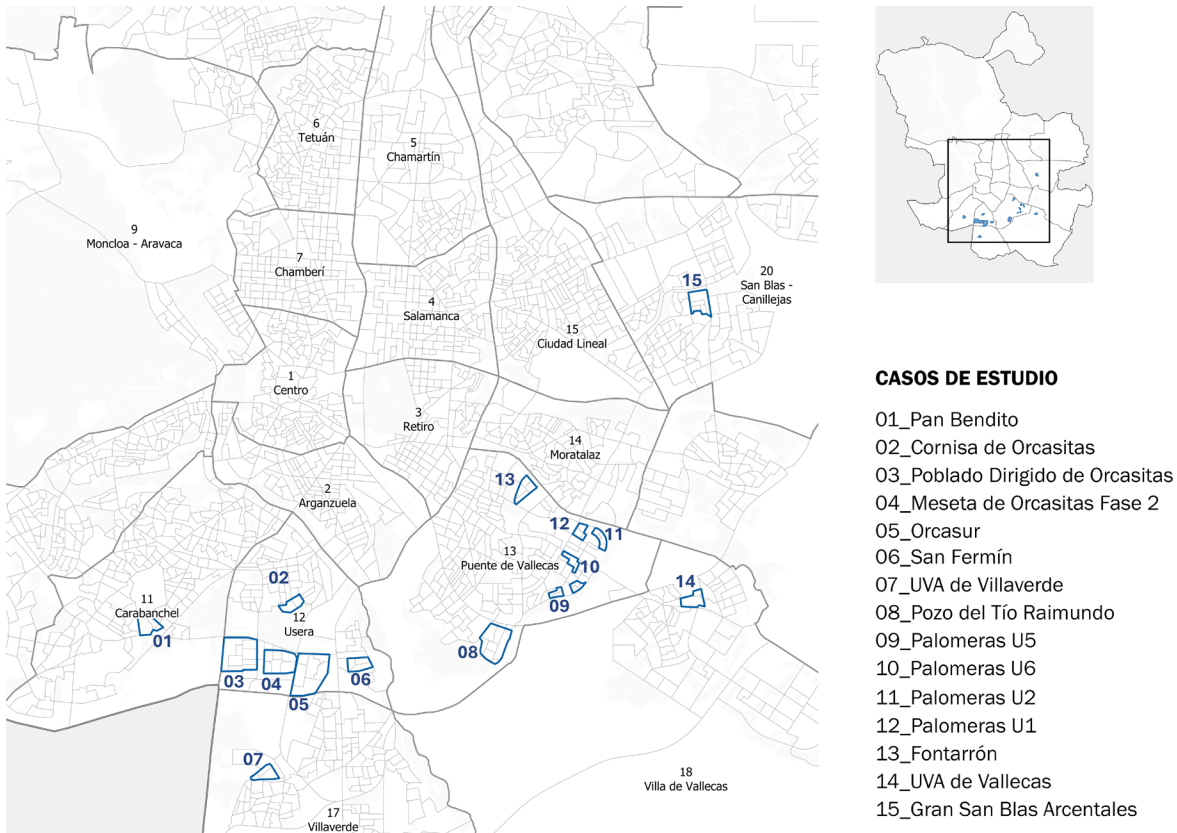 6
Tetuán
5
Chamartín
9
Moncloa - Aravaca
7
Chamberí
4
Salamanca
15
20
San Blas -
Canillejas
15
Ciudad Lineal
1
Centro
3
Retiro
14
Moratalaz
2
Arganzuela
13
12
11
13
Puente de Vallecas
10
09
14
02
11
Carabanchel
01
12
Usera
08
03
04
05
06
07
18
Villa de Vallecas
17
Villaverde
CASOS DE ESTUDIO
01_Pan Bendito
02_Cornisa de Orcasitas
03_Poblado Dirigido de Orcasitas
04_Meseta de Orcasitas Fase 2
05_Orcasur
06_San Fermín
07_UVA de Villaverde
08_Pozo del Tío Raimundo
09_Palomeras U5
10_Palomeras U6
11_Palomeras U2
12_Palomeras U1
13_Fontarrón
14_UVA de Vallecas
15_Gran San Blas Arcentales